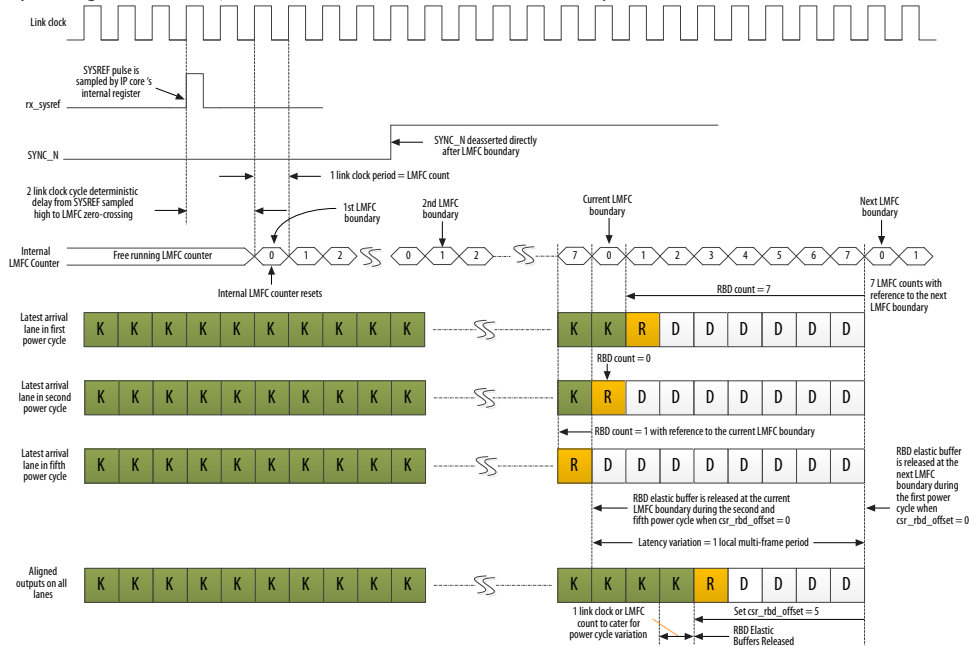 Link clock
SYSREF pulse is
sampled by IP core 's
internal register
rx_sysref
SYNC_N
SYNC_N deasserted directly
after LMFC boundary
1 link clock period = LMFC count
2 link clock cycle deterministic
delay from SYSREF sampled
high to LMFC zero-crossing
1st LMFC
boundary
2nd LMFC
boundary
Current LMFC
boundary
Next LMFC
boundary
Internal
LMFC Counter
Free running LMFC counter
0 1 2 0 1 2 7 0 1 2 3 4 5 6 7 0 1
Internal LMFC counter resets
RBD count = 7
7 LMFC counts with
reference to the next
LMFC boundary
Latest arrival
lane in first
power cycle
K K K K K K K K K K K K R D D D D D D
RBD count = 0
Latest arrival
lane in second
power cycle
K K K K K K K K K K K R D D D D D D D
RBD count = 1 with reference to the current LMFC boundary
Latest arrival
lane in fifth
power cycle
K K K K K K K K K K R D D D D D D D D
RBD elastic buffer is released at the current
LMFC boundary during the second and
fifth power cycle when csr_rbd_offset = 0
RBD elastic buffer
is released at the
next LMFC
boundary during
the first power
cycle when
csr_rbd_offset = 0
Latency variation = 1 local multi-frame period
Aligned
outputs on all
lanes
K K K K K K K K K K K K K K R D D D D
1 link clock or LMFC
count to cater for
power cycle variation
Set csr_rbd_offset = 5
RBD Elastic
Buffers Released